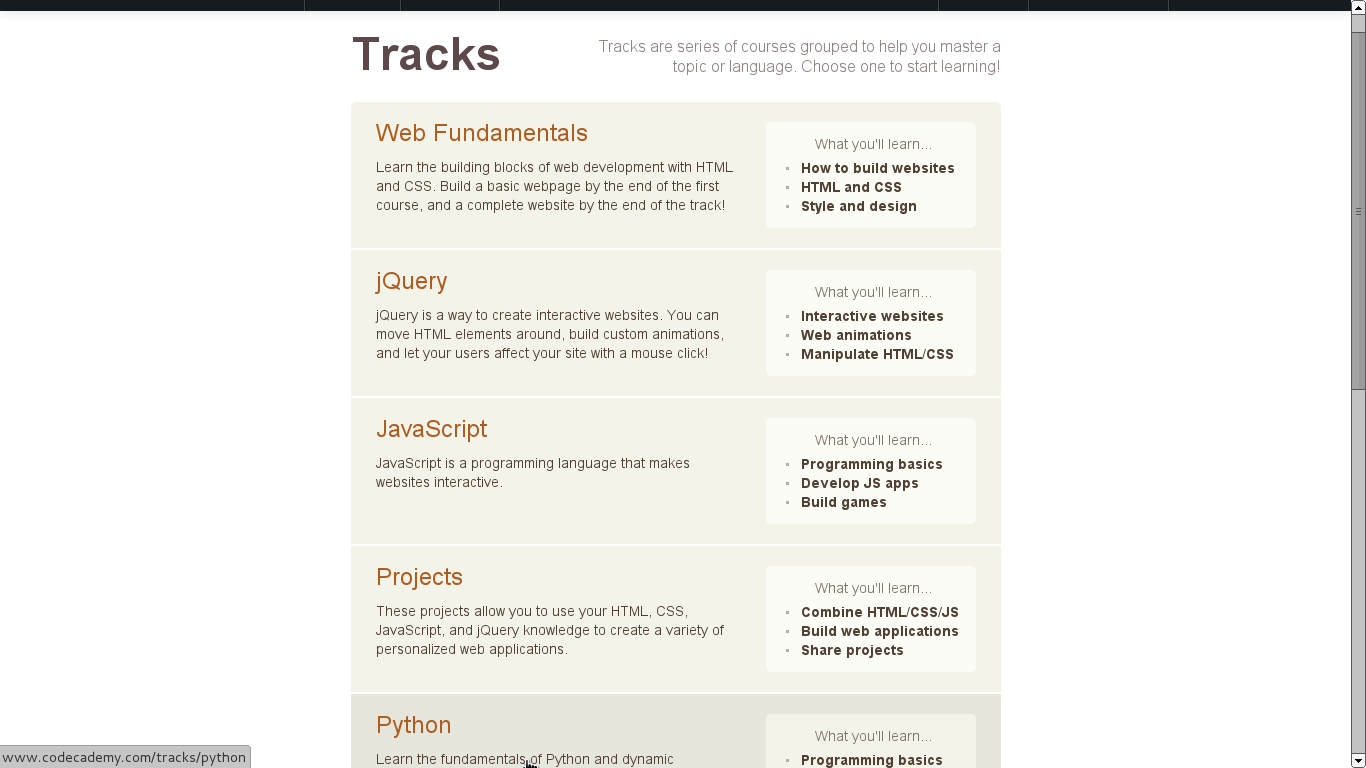 Tracks
Tracks are series of courses grouped to help you master a
topic or language. Choose one to start learning!
Web Fundamentals
Learn the building blocks of web development with HTML
and CSS. Build a basic webpage by the end of the first
course, and a complete website by the end of the track!
What you'll learn...
How to build websites
HTML and CSS
Style and design
jQuery
jQuery is a way to create interactive websites. You can
move HTML elements around, build custom animations,
and let your users affect your site with a mouse click!
What you'll learn...
Interactive websites
Web animations
Manipulate HTML/CSS
JavaScript
JavaScript is a programming language that makes
websites interactive.
What you'll learn...
Programming basics
Develop JS apps
Build games
Projects
These projects allow you to use your HTML, CSS,
JavaScript, and jQuery knowledge to create a variety of
personalized web applications.
What you'll learn...
Combine HTML/CSS/JS
Build web applications
Share projects
Python
Learn the fundamentals of Python and dynamic
What you'll learn...
Programming basics
www.codecademy.com/tracks/python